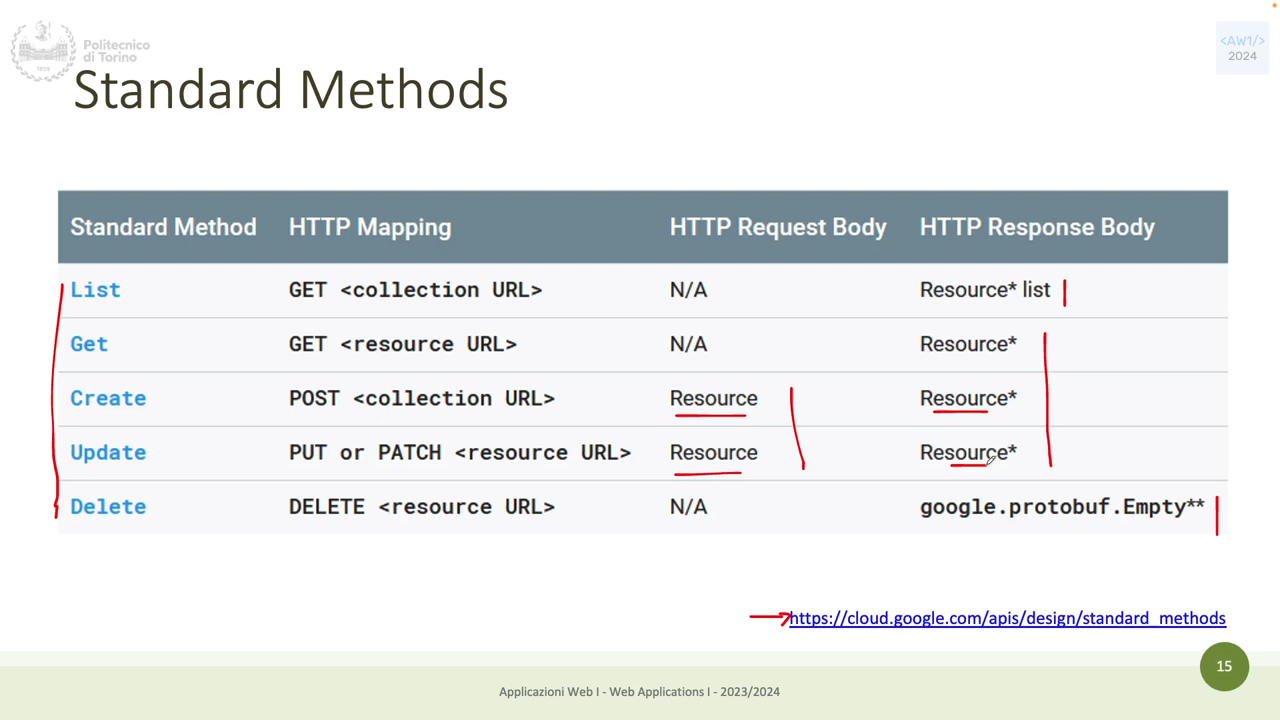 Politecnico
di Torino
<AW1/>
2024
Standard Methods
Standard Method HTTP Mapping HTTP Request Body HTTP Response Body
List GET <collection URL> N/A Resource* list
Get GET <resource URL> N/A Resource*
Create POST <collection URL> Resource Resource*
Update PUT or PATCH <resource URL> Resource Resource*
Delete DELETE <resource URL> N/A google.protobuf.Empty**
https://cloud.google.com/apis/design/standard_methods
15
Applicazioni Web I - Web Applications I - 2023/2024